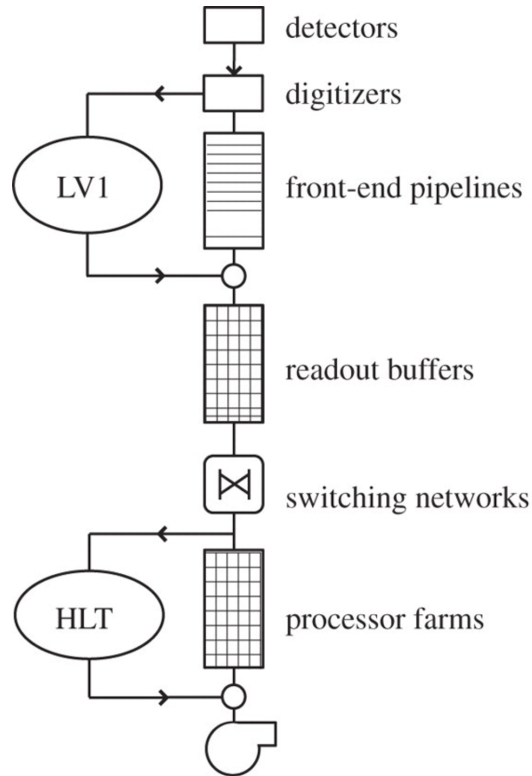 detectors
digitizers
LV1
front-end pipelines
readout buffers
switching networks
HLT
processor farms